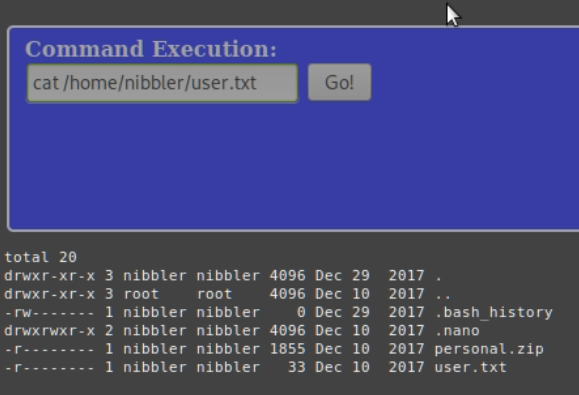 Command Execution:
cat /home/nibbler/user.txt Go!
total 20
drwxr-xr-x 3 nibbler nibbler 4096 Dec 29  2017 .
drwxr-xr-x 3 root    root    4096 Dec 10  2017 ..
-rw------- 1 nibbler nibbler    0 Dec 29  2017 .bash_history
drwxrwxr-x 2 nibbler nibbler 4096 Dec 10  2017 .nano
-r-------- 1 nibbler nibbler 1855 Dec 10  2017 personal.zip
-r-------- 1 nibbler nibbler   33 Dec 10  2017 user.txt